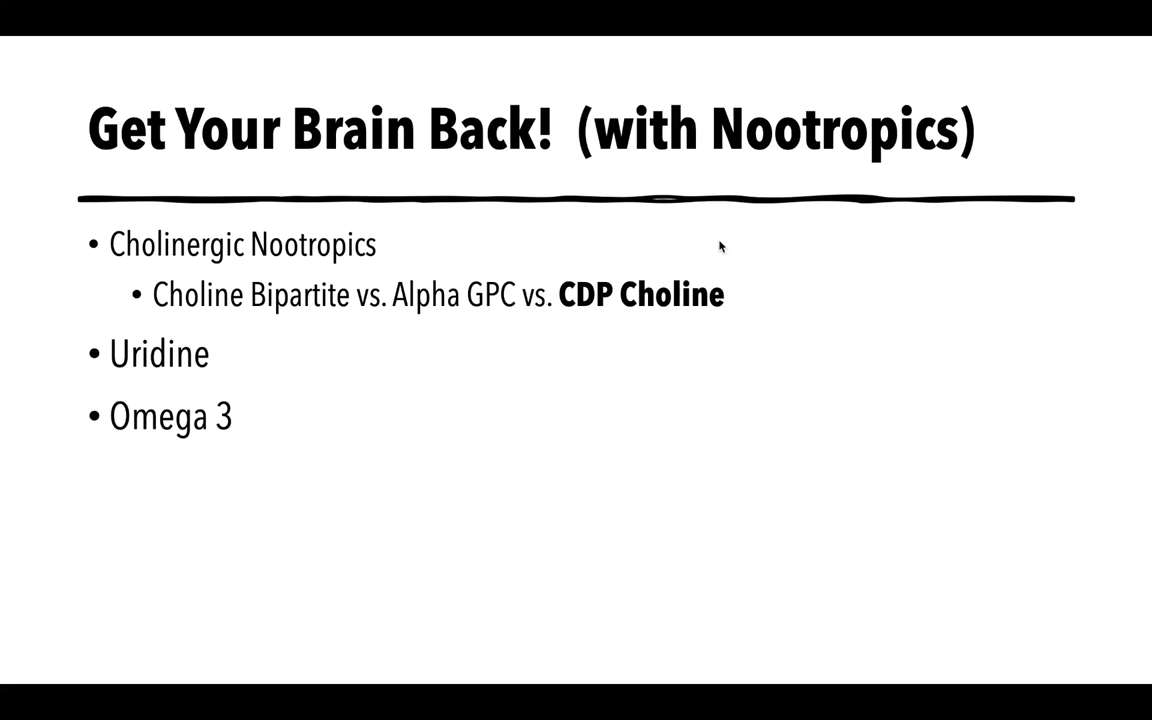 Get Your Brain Back! (with Nootropics)
• Cholinergic Nootropics
• Choline Bipartite vs. Alpha GPC vs. CDP Choline
• Uridine
• Omega 3